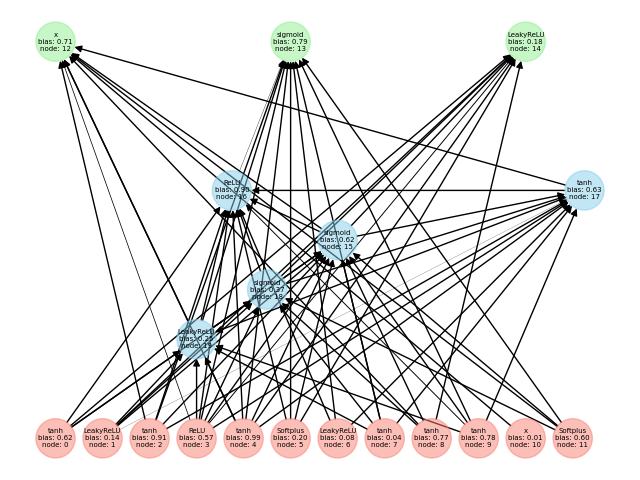 x
bias: 0.71
node: 12
sigmoid
bias: 0.79
node: 13
LeakyReLU
bias: 0.18
node: 14
ReLU
bias: 0.90
node: 16
tanh
bias: 0.63
node: 17
sigmoid
bias: 0.62
node: 15
sigmoid
bias: 0.37
node: 18
LeakyReLU
bias: 0.25
node: 19
tanh
bias: 0.62
node: 0
LeakyReLU
bias: 0.14
node: 1
tanh
bias: 0.91
node: 2
ReLU
bias: 0.57
node: 3
tanh
bias: 0.99
node: 4
Softplus
bias: 0.20
node: 5
LeakyReLU
bias: 0.08
node: 6
tanh
bias: 0.04
node: 7
tanh
bias: 0.77
node: 8
tanh
bias: 0.78
node: 9
x
bias: 0.01
node: 10
Softplus
bias: 0.60
node: 11